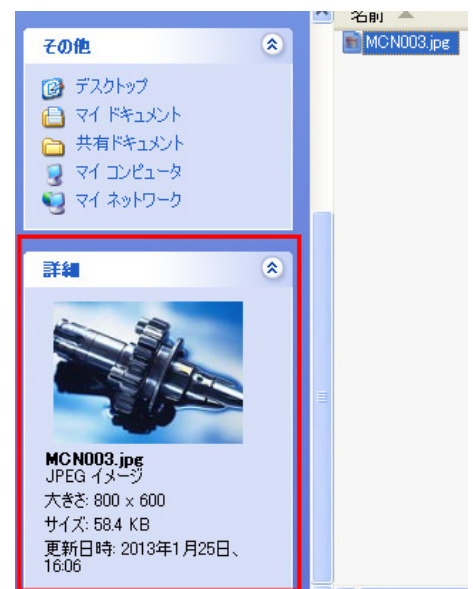 名前
MCN003.jpg
その他
デスクトップ
マイ ドキュメント
共有ドキュメント
マイ コンピュータ
マイ ネットワーク
詳細
MCN003.jpg
JPEG イメージ
大きさ: 800 x 600
サイズ: 58.4 KB
更新日時: 2013年1月25日、
16:06